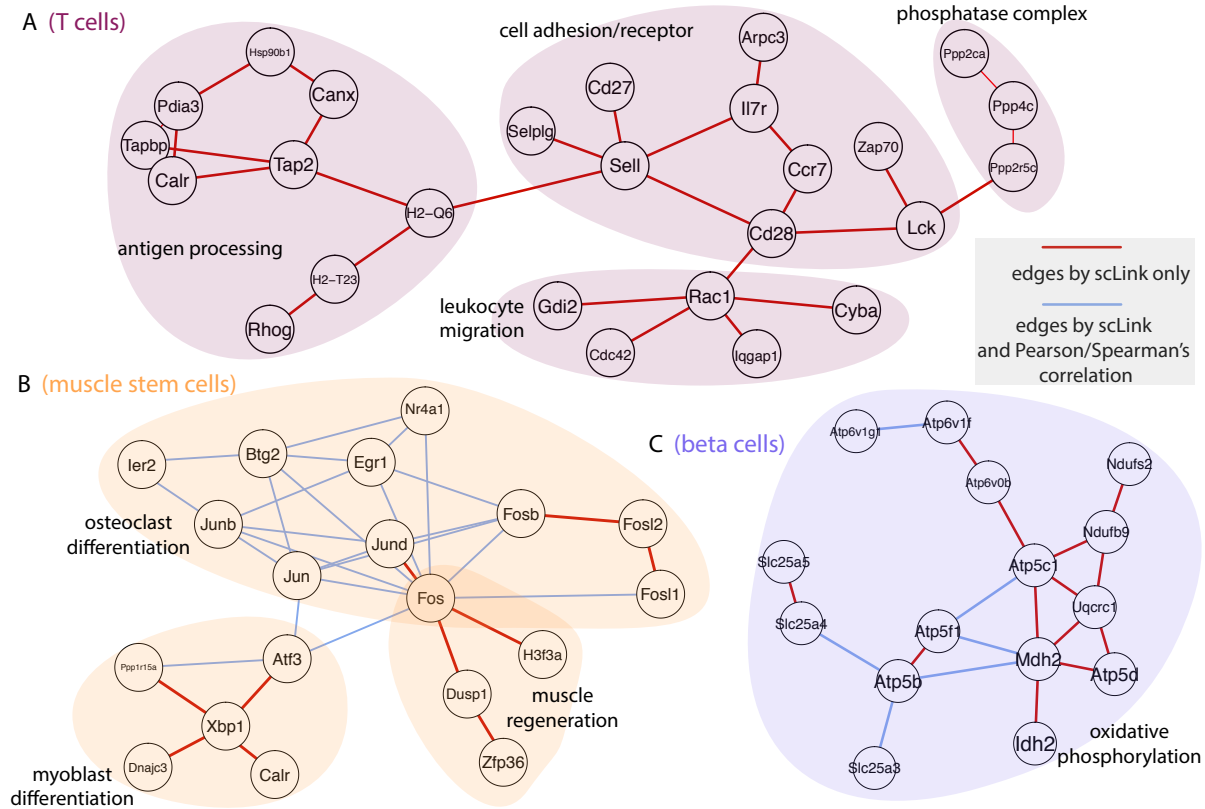 A (T cells)
cell adhesion/receptor
phosphatase complex
Hsp90b1
Arpc3
Ppp2ca
Pdia3
Canx
Cd27
Il7r
Ppp4c
Tapbp
Selplg
Zap70
Calr
Tap2
Sell
Ccr7
Ppp2r5c
H2−Q6
Cd28
Lck
antigen processing
H2−T23
Rhog
leukocyte
migration
Gdi2
Rac1
Cyba
Cdc42
Iqgap1
edges by scLink only
edges by scLink
and Pearson/Spearman's
correlation
B (muscle stem cells)
Nr4a1
Ier2
Btg2
Egr1
Junb
Fosb
Fosl2
osteoclast
differentiation
Jund
Jun
Fos
Fosl1
Atf3
H3f3a
Ppp1r15a
Dusp1
muscle
regeneration
Xbp1
Zfp36
Dnajc3
Calr
myoblast
differentiation
C (beta cells)
Atp6v1g1
Atp6v1f
Ndufs2
Atp6v0b
Ndufb9
Slc25a5
Atp5c1
Uqcrc1
Slc25a4
Atp5f1
Mdh2
Atp5b
Atp5d
Idh2
Slc25a3
oxidative
phosphorylation